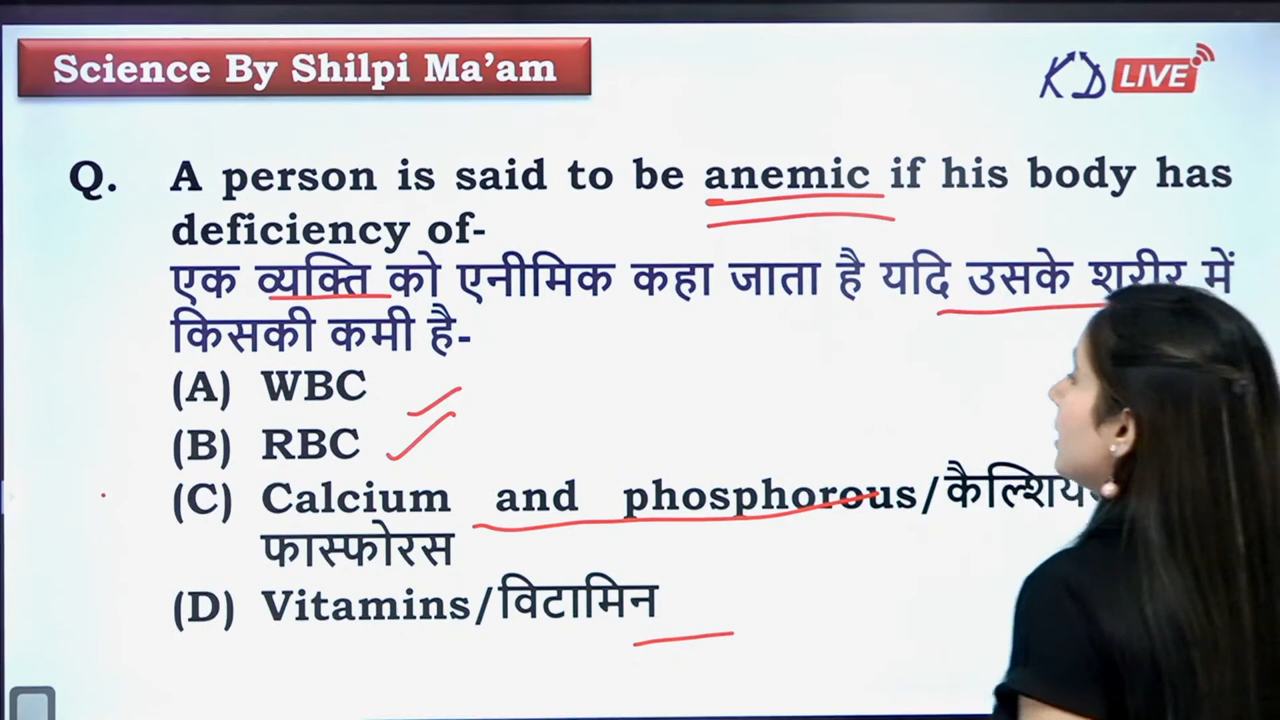 Science By Shilpi Ma’am
KD LIVE
Q. A person is said to be anemic if his body has
deficiency of-
एक व्यक्ति को एनीमिक कहा जाता है यदि उसके शरीर में
किसकी कमी है-
(A) WBC
(B) RBC
(C) Calcium and phosphorous/
फास्फोरस
(D) Vitamins/विटामिन